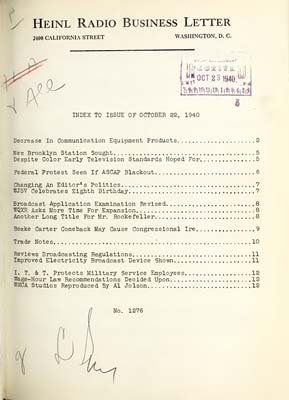 HEINL RADIO BUSINESS LETTER
2400 CALIFORNIA STREET WASHINGTON, D. C.
OCT 23 1940
All
INDEX TO ISSUE OF OCTOBER 22, 1940
Decrease In Communication Equipment Products....................2
New Brooklyn Station Sought....................5
Despite Color Early Television Standards Hoped For....................5
Federal Protest Seen If ASCAP Blackout....................6
Changing An Editor's Politics....................7
WJSV Celebrates Eighth Birthday....................7
Broadcast Application Examination Revised....................8
WQXR Asks More Time For Expansion....................8
Another Long Title For Mr. Rockefeller....................8
Boake Carter Comeback May Cause Congressional Ire....................9
Trade Notes....................10
Reviews Broadcasting Regulations....................11
Improved Electricity Broadcast Device Shown....................11
I. T. & T. Protects Military Service Employees....................12
Wage-Hour Law Recommendations Decided Upon....................12
WHCA Studios Reproduced By Al Jolson....................12
No. 1276